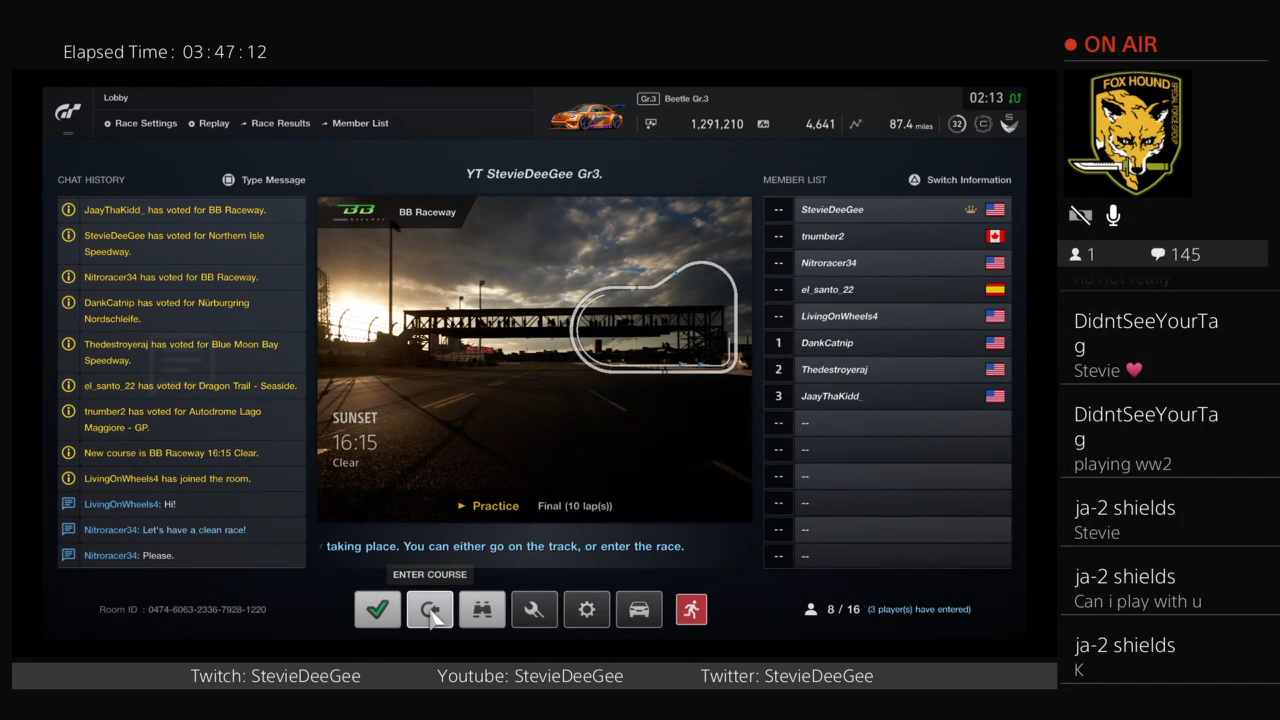 Elapsed Time: 03:47:12
ON AIR
FOX HOUND
SPECIAL FORCE GROUP
Lobby
Race Settings
Replay
Race Results
Member List
Gr.3 Beetle Gr.3
1,291,210
4,641
87.4 miles
32
C
S
02:13
CHAT HISTORY
Type Message
JaayThaKidd_ has voted for BB Raceway.
StevieDeeGee has voted for Northern Isle
Speedway.
Nitroracer34 has voted for BB Raceway.
DankCatnip has voted for Nürburgring
Nordschleife.
Thedestroyeraj has voted for Blue Moon Bay
Speedway.
el_santo_22 has voted for Dragon Trail - Seaside.
tnumber2 has voted for Autodrome Lago
Maggiore - GP.
New course is BB Raceway 16:15 Clear.
LivingOnWheels4 has joined the room.
LivingOnWheels4: Hi!
Nitroracer34: Let's have a clean race!
Nitroracer34: Please.
YT StevieDeeGee Gr3.
BB
BB Raceway
SUNSET
16:15
Clear
Practice Final (10 lap(s))
taking place. You can either go on the track, or enter the race.
ENTER COURSE
MEMBER LIST
Switch Information
-- StevieDeeGee
-- tnumber2
-- Nitroracer34
-- el_santo_22
-- LivingOnWheels4
1 DankCatnip
2 Thedestroyeraj
3 JaayThaKidd_
-- --
-- --
-- --
-- --
-- --
-- --
Room ID : 0474-6063-2336-7928-1220
8 / 16 (3 player(s) have entered)
1
145
no not really
DidntSeeYourTa
g
Stevie
DidntSeeYourTa
g
playing ww2
ja-2 shields
Stevie
ja-2 shields
Can i play with u
ja-2 shields
K
Twitch: StevieDeeGee
Youtube: StevieDeeGee
Twitter: StevieDeeGee